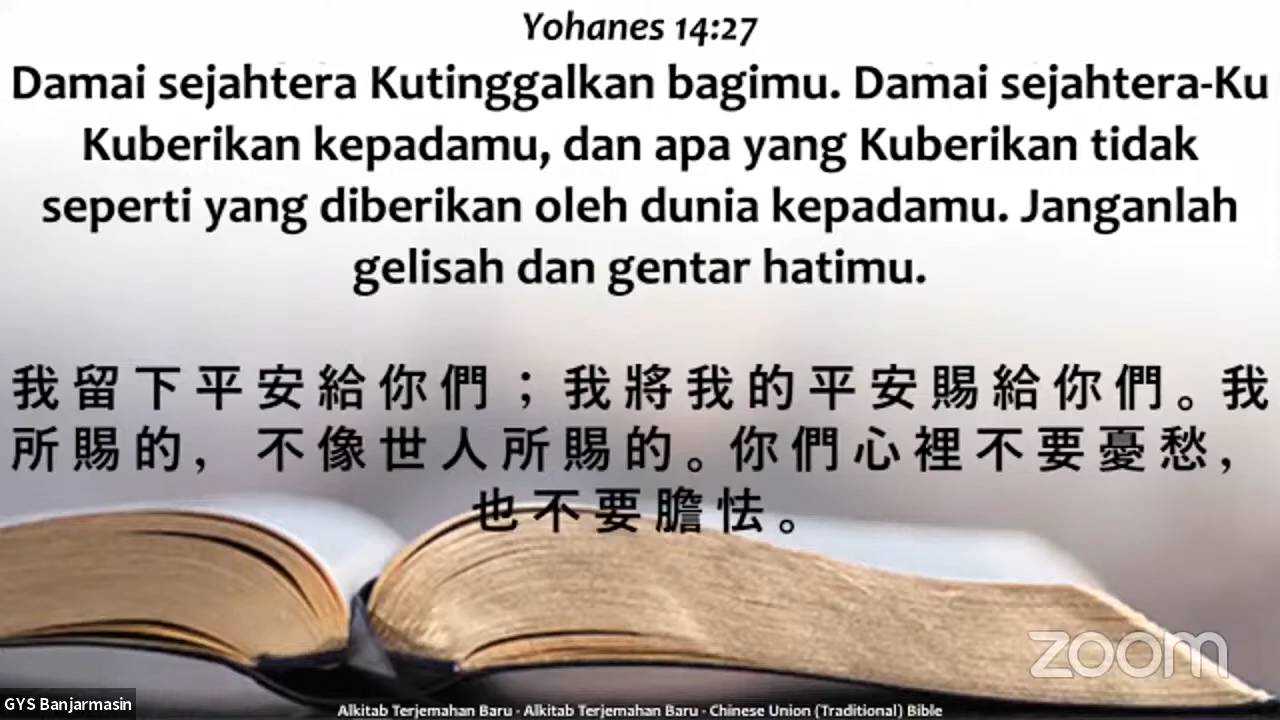 Yohanes 14:27
Damai sejahtera Kutinggalkan bagimu. Damai sejahtera-Ku
Kuberikan kepadamu, dan apa yang Kuberikan tidak
seperti yang diberikan oleh dunia kepadamu. Janganlah
gelisah dan gentar hatimu.
我留下平安給你們；我將我的平安賜給你們。我
所賜的，不像世人所賜的。你們心裡不要憂愁，
也不要膽怯。
zoom
GYS Banjarmasin
Alkitab Terjemahan Baru - Alkitab Terjemahan Baru - Chinese Union (Traditional) Bible